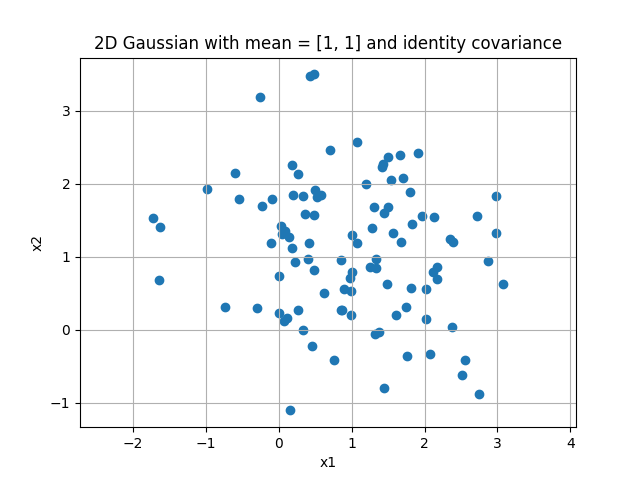 2D Gaussian with mean = [1, 1] and identity covariance
3
2
1
0
−1
x2
−2 −1 0 1 2 3 4
x1